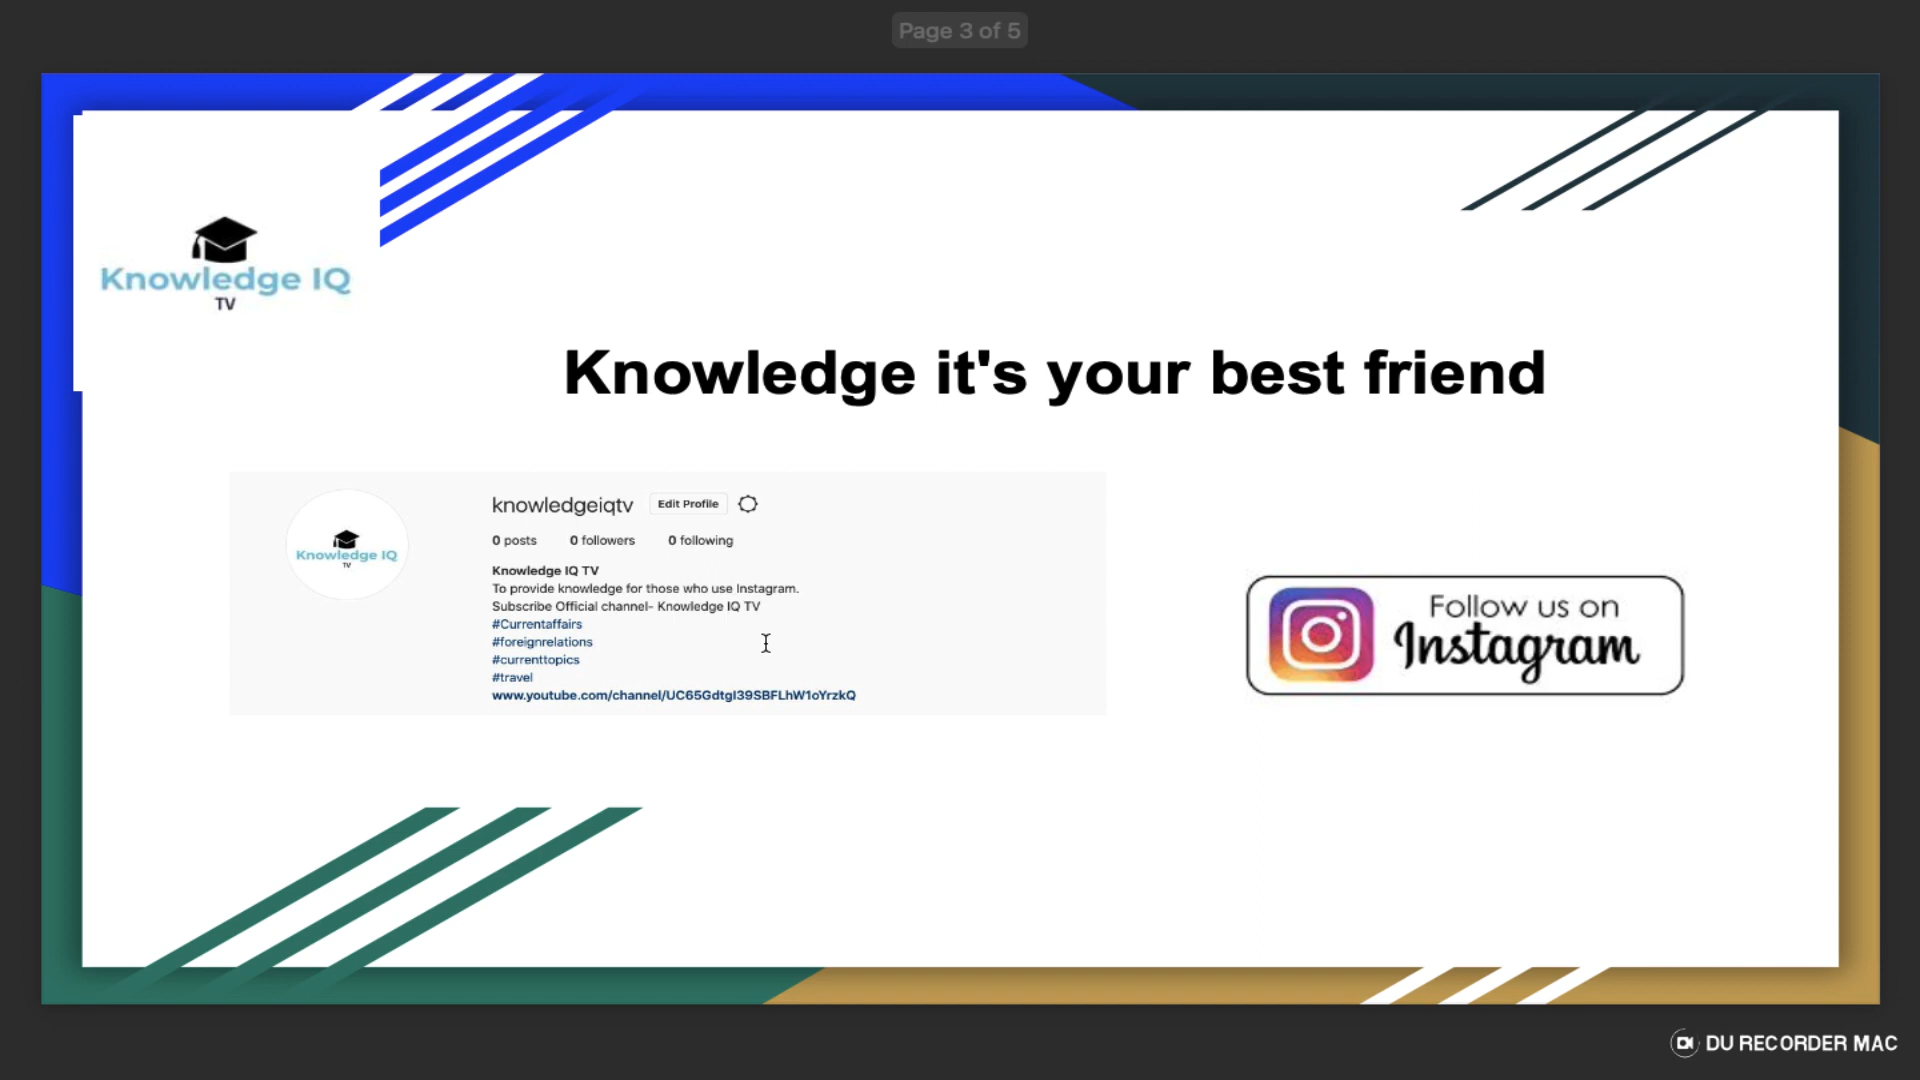 Page 3 of 5
Knowledge IQ
TV
Knowledge it's your best friend
knowledgeiqtv Edit Profile
0 posts 0 followers 0 following
Knowledge IQ
TV
Knowledge IQ TV
To provide knowledge for those who use Instagram.
Subscribe Official channel- Knowledge IQ TV
#Currentaffairs
#foreignrelations
#currenttopics
#travel
www.youtube.com/channel/UC65GdtgI39SBFLhW1oYrzkQ
Follow us on
Instagram
DU RECORDER MAC